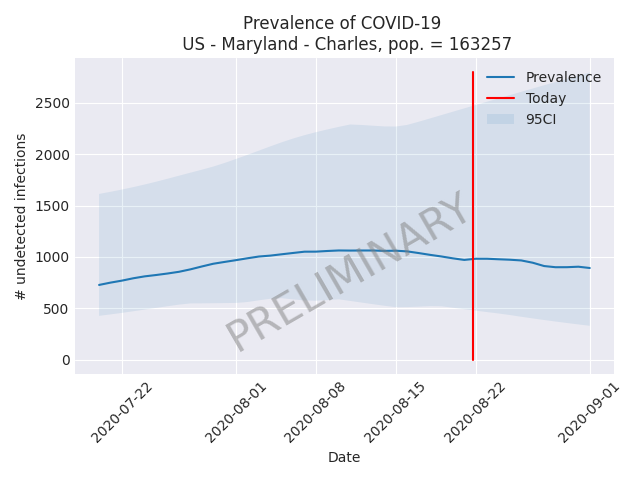 Prevalence of COVID-19
US - Maryland - Charles, pop. = 163257
Prevalence
Today
95CI
2500
2000
1500
1000
500
0
# undetected infections
PRELIMINARY
2020-07-22
2020-08-01
2020-08-08
2020-08-15
2020-08-22
2020-09-01
Date